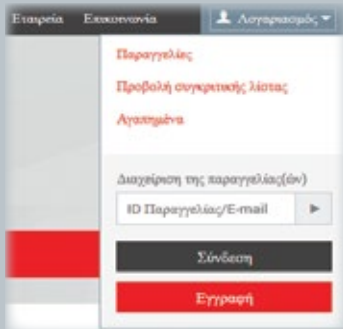 Εταιρεία Επικοινωνία Λογαριασμός
Παραγγελίες
Προβολή συγκριτικής λίστας
Αγαπημένα
Διαχείριση της παραγγελίας(ών)
ID Παραγγελίας/E-mail
Σύνδεση
Εγγραφή